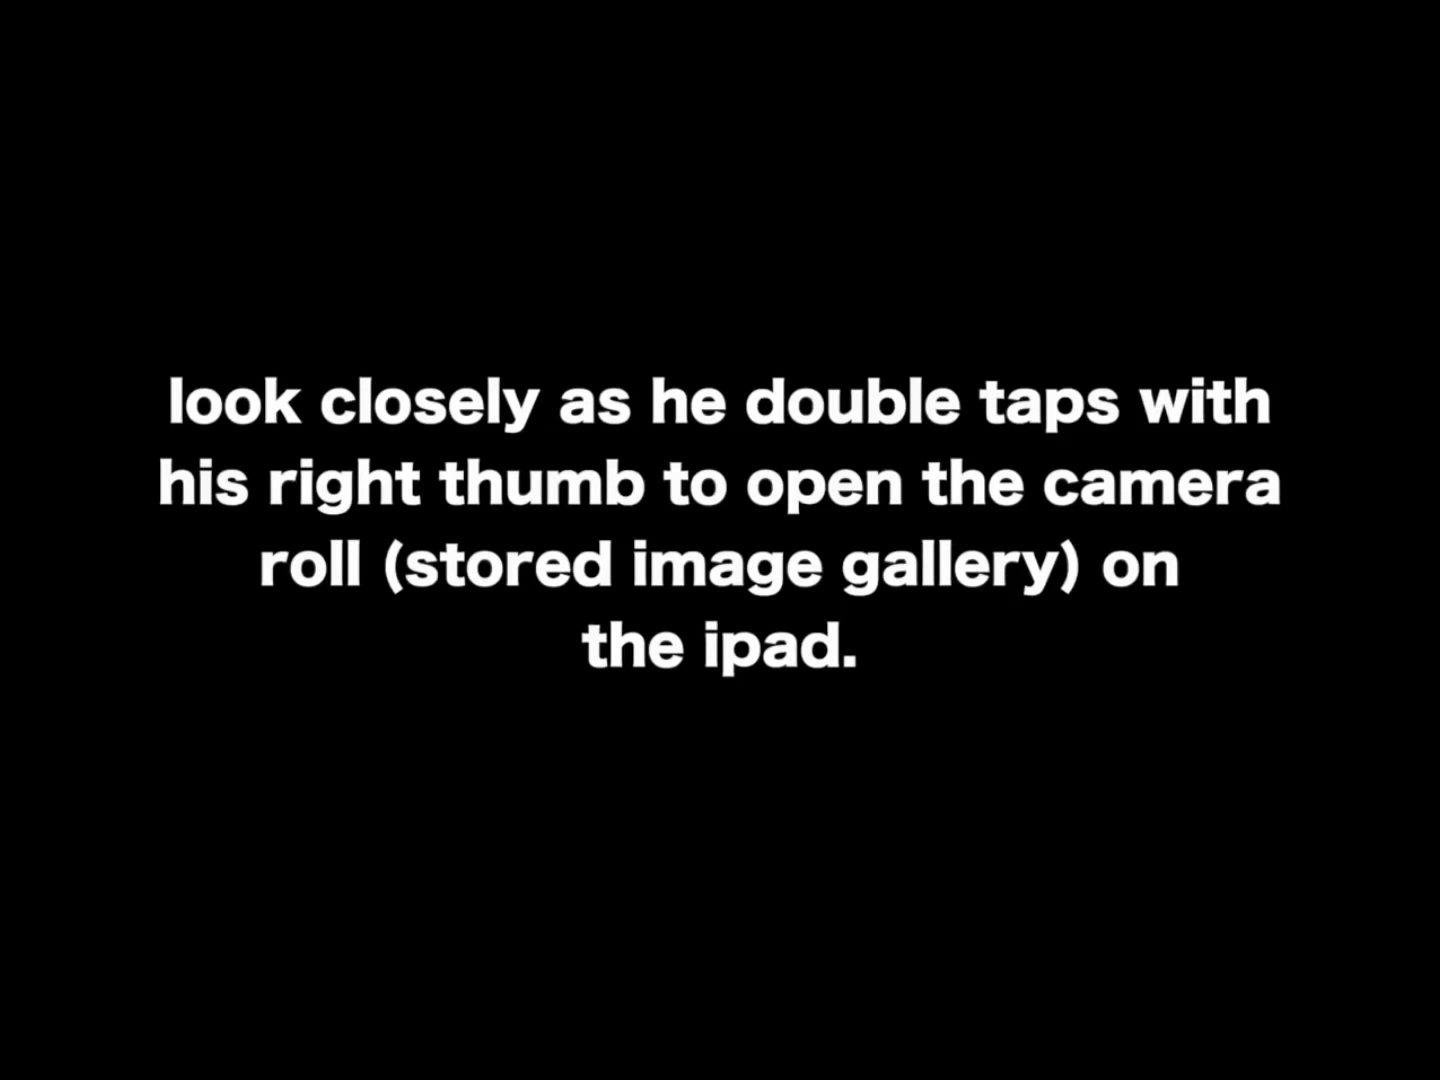 look closely as he double taps with
his right thumb to open the camera
roll (stored image gallery) on
the ipad.